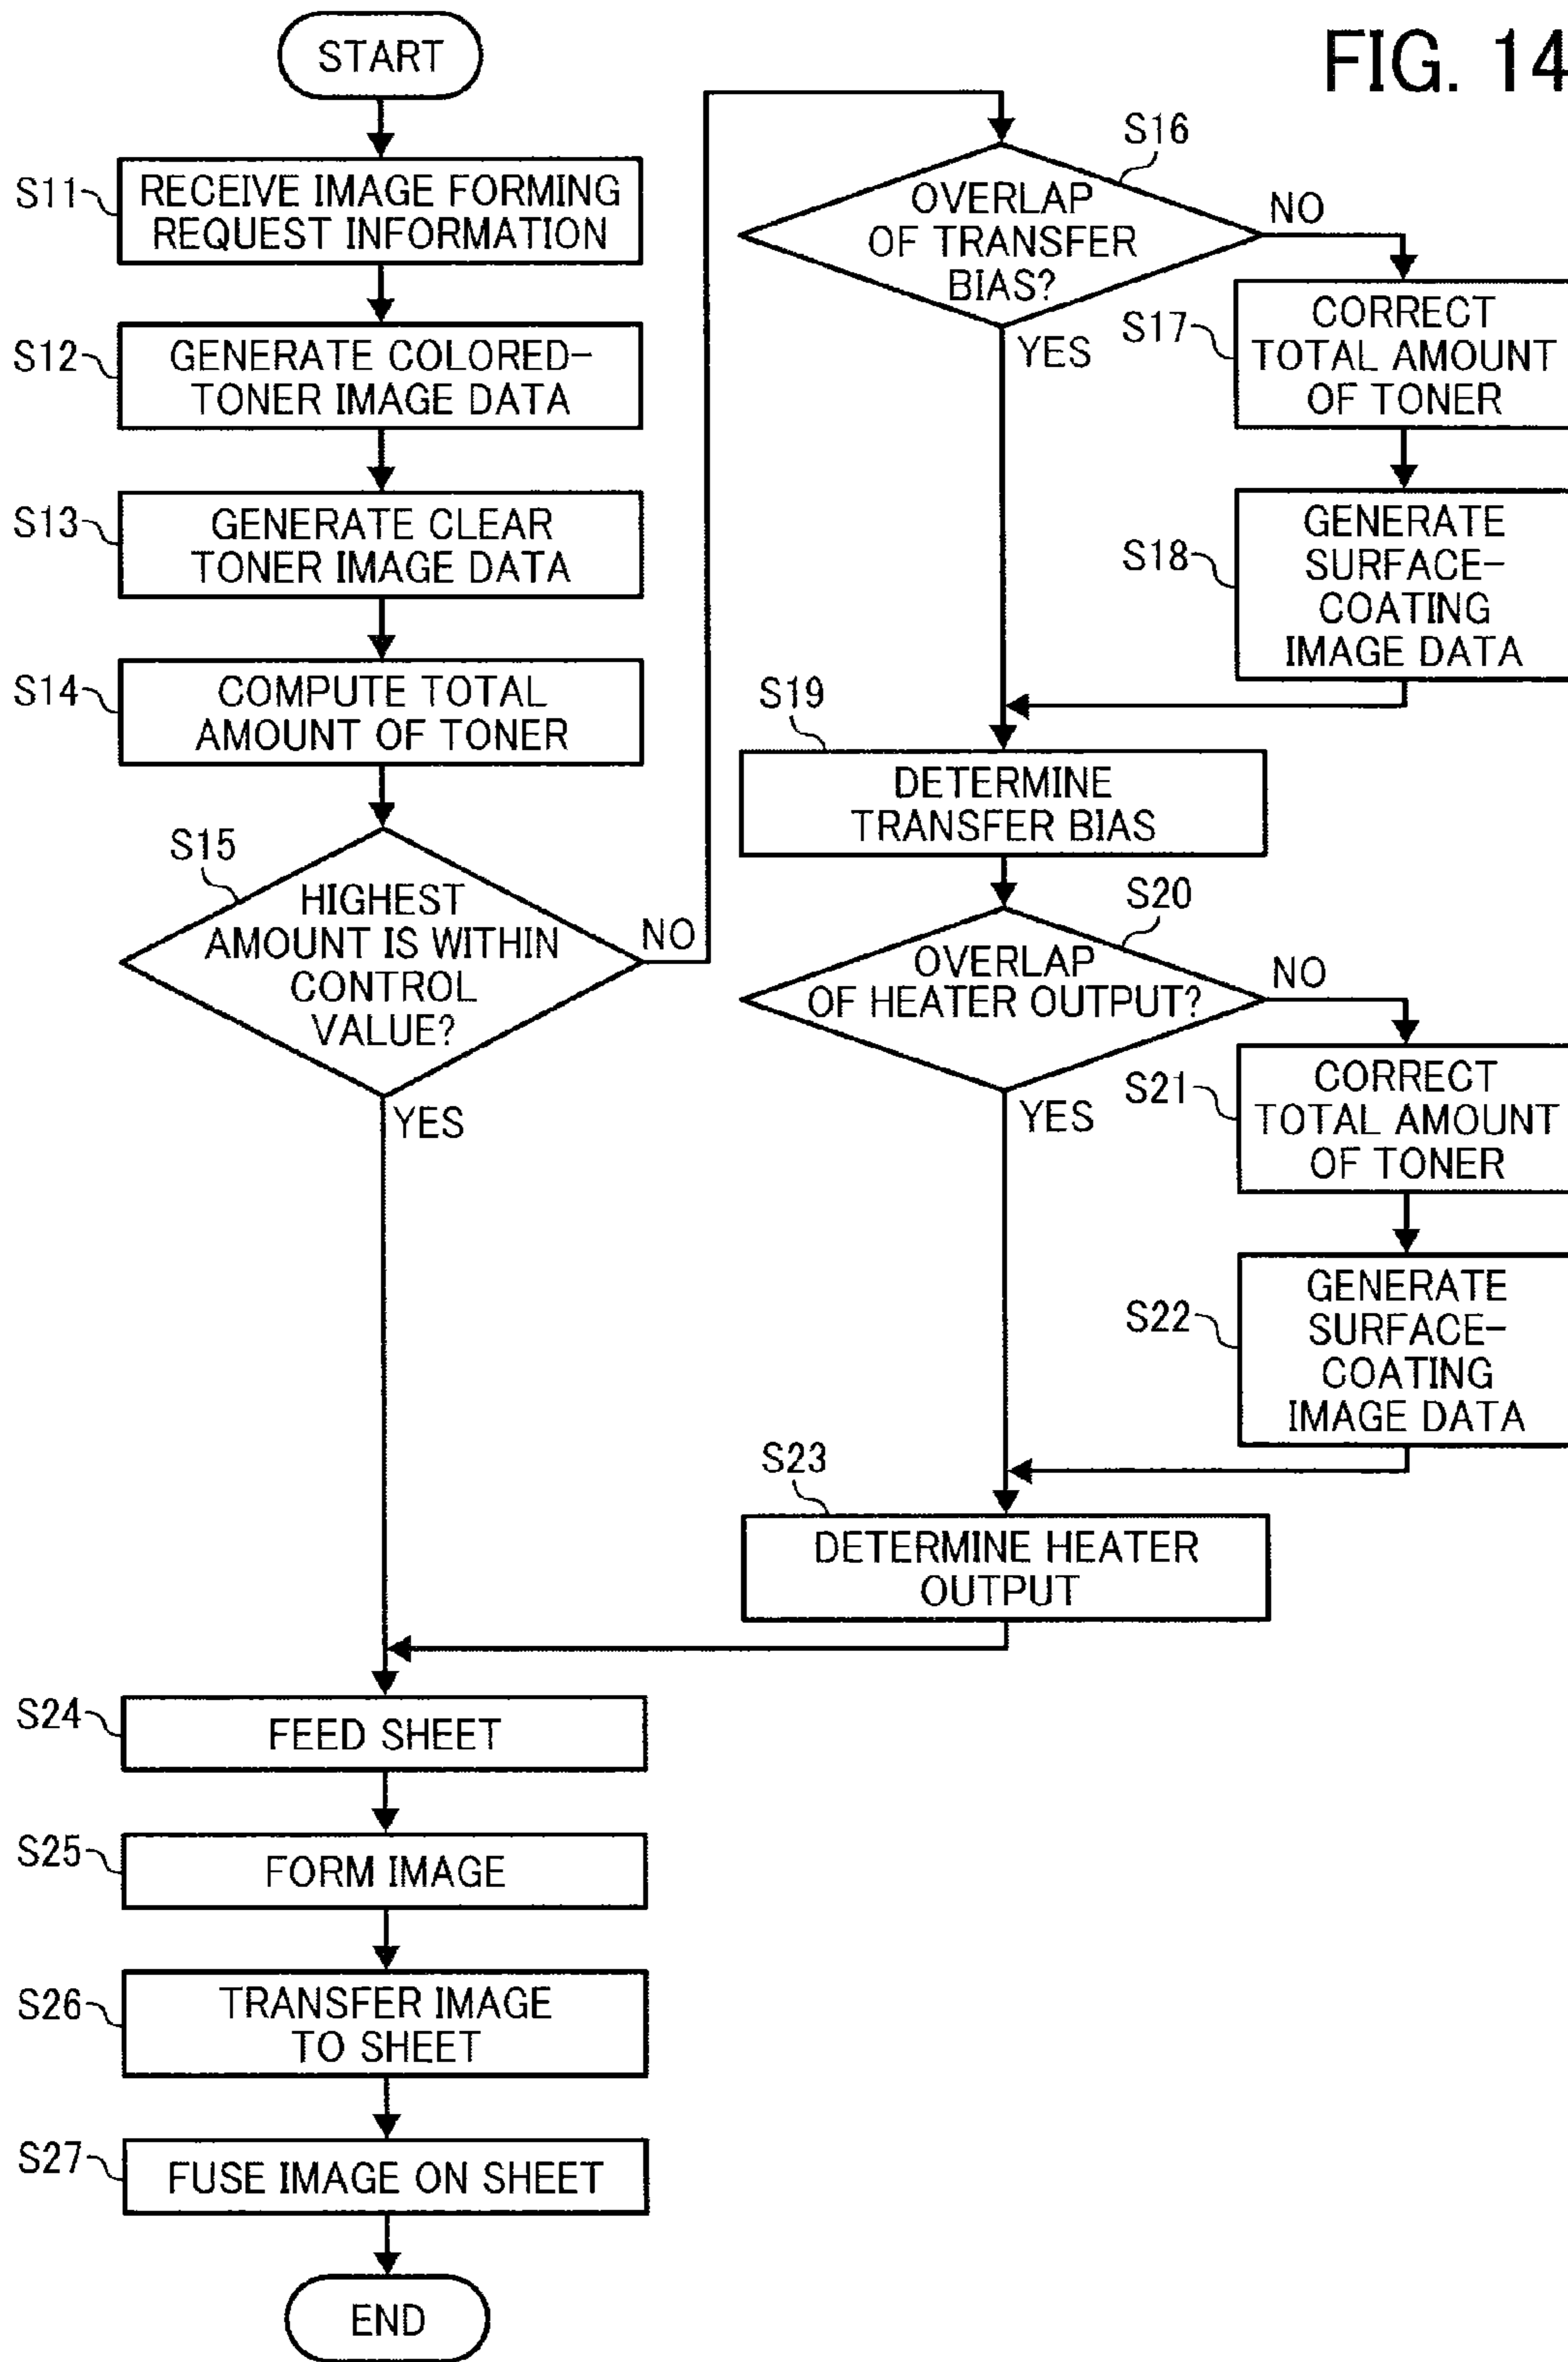 FIG. 14
START
S11
RECEIVE IMAGE FORMING
REQUEST INFORMATION
S12
GENERATE COLORED-
TONER IMAGE DATA
S13
GENERATE CLEAR
TONER IMAGE DATA
S14
COMPUTE TOTAL
AMOUNT OF TONER
S15
HIGHEST
AMOUNT IS WITHIN
CONTROL
VALUE?
NO
YES
S16
OVERLAP
OF TRANSFER
BIAS?
NO
YES
S17
CORRECT
TOTAL AMOUNT
OF TONER
S18
GENERATE
SURFACE-
COATING
IMAGE DATA
S19
DETERMINE
TRANSFER BIAS
S20
OVERLAP
OF HEATER OUTPUT?
NO
YES
S21
CORRECT
TOTAL AMOUNT
OF TONER
S22
GENERATE
SURFACE-
COATING
IMAGE DATA
S23
DETERMINE HEATER
OUTPUT
S24
FEED SHEET
S25
FORM IMAGE
S26
TRANSFER IMAGE
TO SHEET
S27
FUSE IMAGE ON SHEET
END